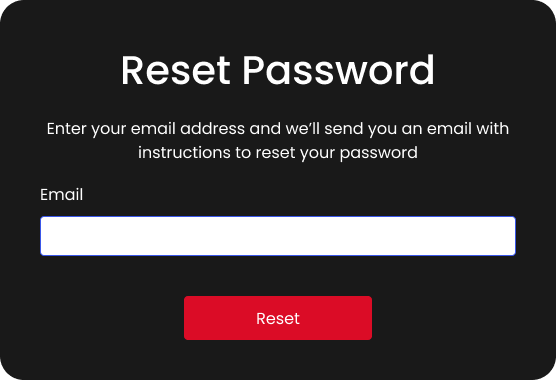 Reset Password
Enter your email address and we’ll send you an email with
instructions to reset your password
Email
Reset